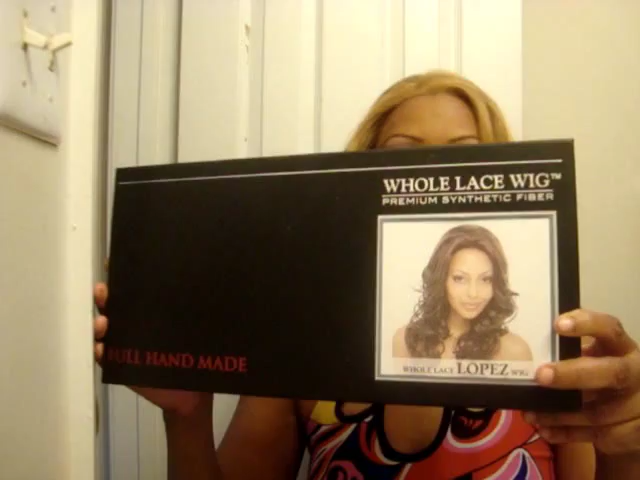 WHOLE LACE WIG™
PREMIUM SYNTHETIC FIBER
WHOLE LACE LOPEZ WIG
FULL HAND MADE